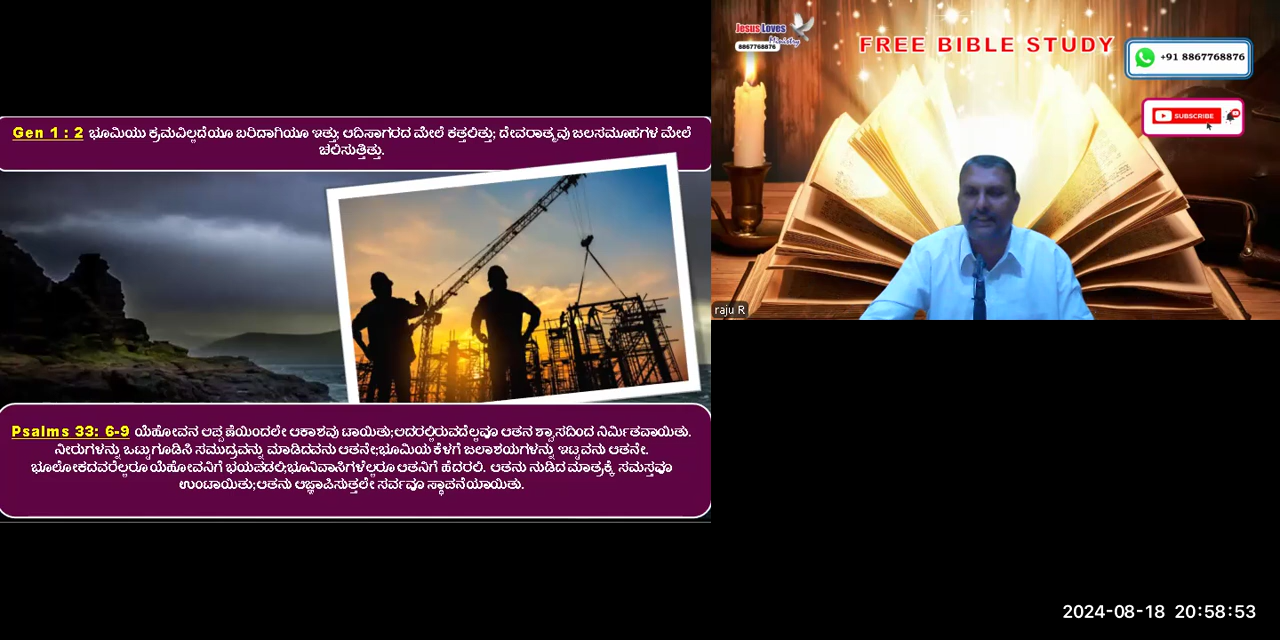 Gen 1 : 2 ಭೂಮಿಯು ಕ್ರಮವಿಲ್ಲದೆಯೂ ಬರಿದಾಗಿಯೂ ಇತ್ತು; ಆದಿಸಾಗರದ ಮೇಲೆ ಕತ್ತಲಿತ್ತು; ದೇವರಾತ್ಮವು ಜಲಸಮೂಹಗಳ ಮೇಲೆ
ಚಲಿಸುತ್ತಿತ್ತು.
Psalms 33: 6-9 ಯೆಹೋವನ ಅಪ್ಪಣೆಯಿಂದಲೇ ಆಕಾಶವು ಟಾಯಿತು;ಅದರಲ್ಲಿರುವದೆಲ್ಲವೂ ಆತನ ಶ್ವಾಸದಿಂದ ನಿರ್ಮಿತವಾಯಿತು.
ನೀರುಗಳನ್ನು ಒಟ್ಟುಗೂಡಿಸಿ ಸಮುದ್ರವನ್ನು ಮಾಡಿದವನು ಆತನೇ;ಭೂಮಿಯ ಕೆಳಗೆ ಜಲಾಶಯಗಳನ್ನು ಇಟ್ಟವನು ಆತನೇ.
ಭೂಲೋಕದವರೆಲ್ಲರೂ ಯೆಹೋವನಿಗೆ ಭಯಪಡಲಿ;ಭೂನಿವಾಸಿಗಳೆಲ್ಲರೂ ಆತನಿಗೆ ಹೆದರಲಿ. ಆತನು ನುಡಿದ ಮಾತ್ರಕ್ಕೆ ಸಮಸ್ತವೂ
ಉಂಟಾಯಿತು;ಆತನು ಆಜ್ಞಾಪಿಸುತ್ತಲೇ ಸರ್ವವೂ ಸ್ಥಾಪನೆಯಾಯಿತು.
Jesus Loves
Ministry
8867768876
FREE BIBLE STUDY
+91 8867768876
SUBSCRIBE
raju R
2024-08-18 20:58:53